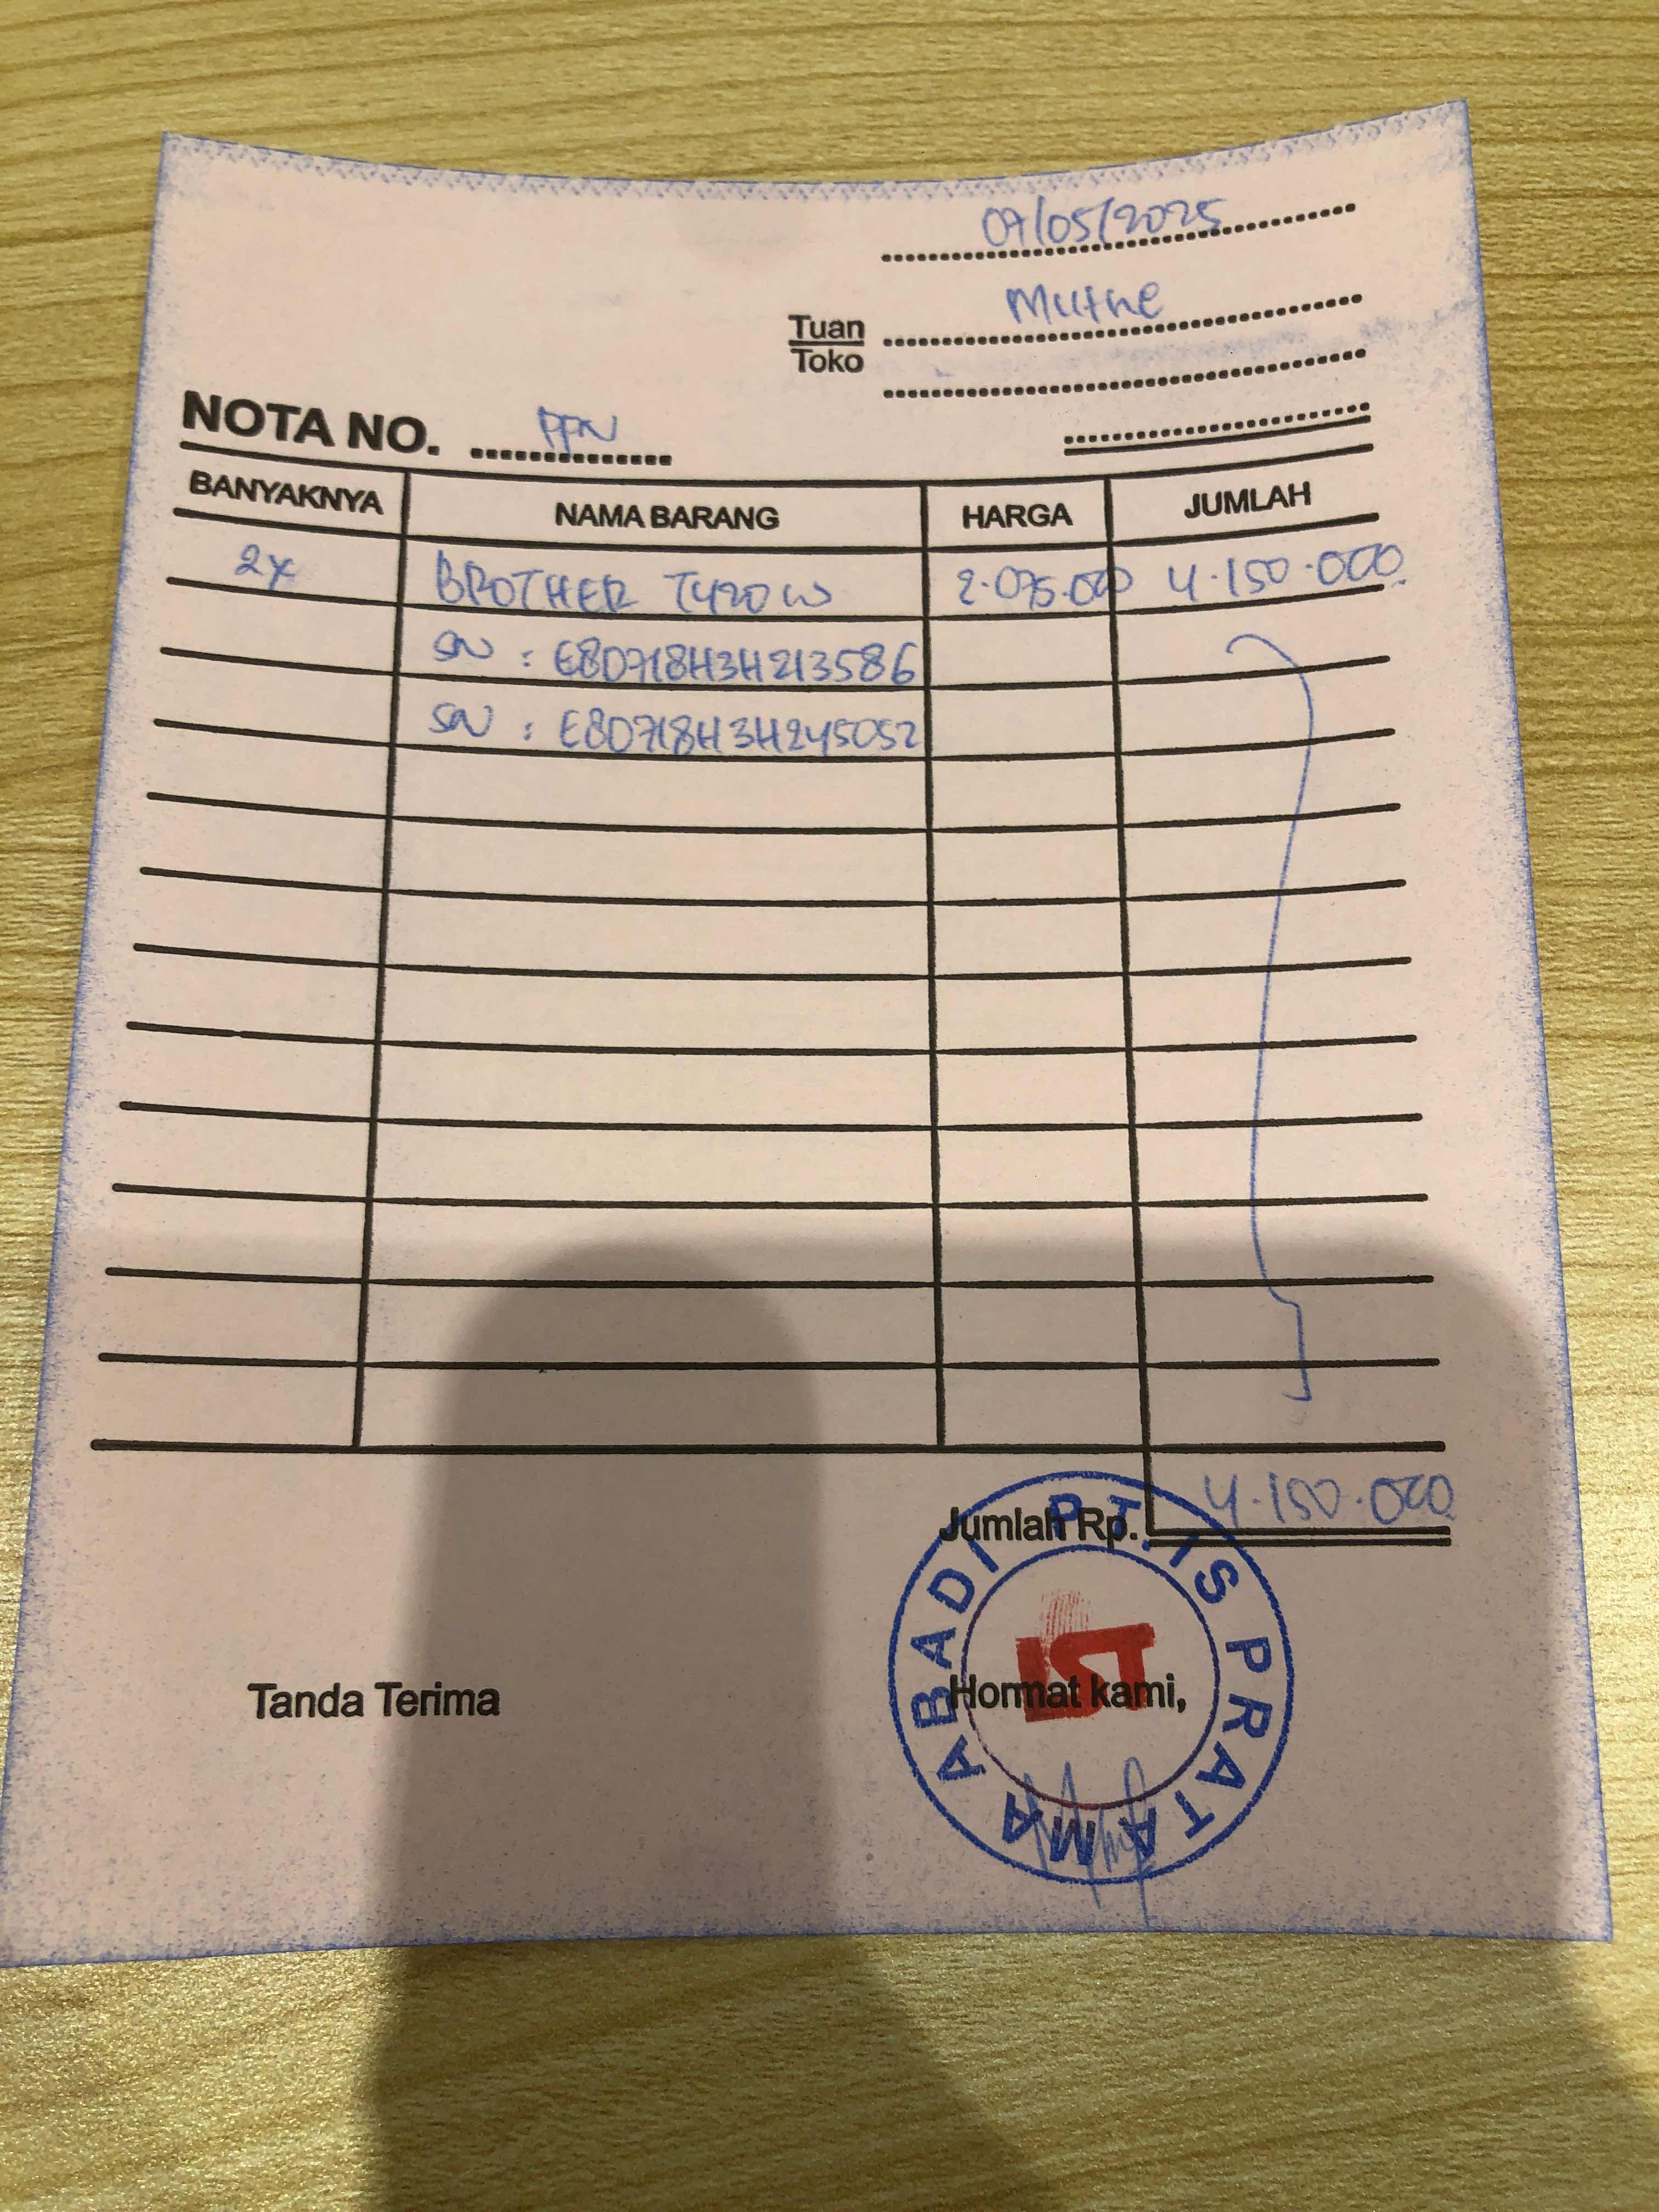 07/05/2025
Tuan
Toko
NOTA NO. PPN
BANYAKNYA NAMA BARANG HARGA JUMLAH
2x BROTHER T420W 2.075.000 4.150.000
SN : E80718H3H213586
SN : E80718H3H245052
Jumlah Rp. 4.150.000
P.T. IS PRATAMA ABADI
IST
Tanda Terima Hormat kami,